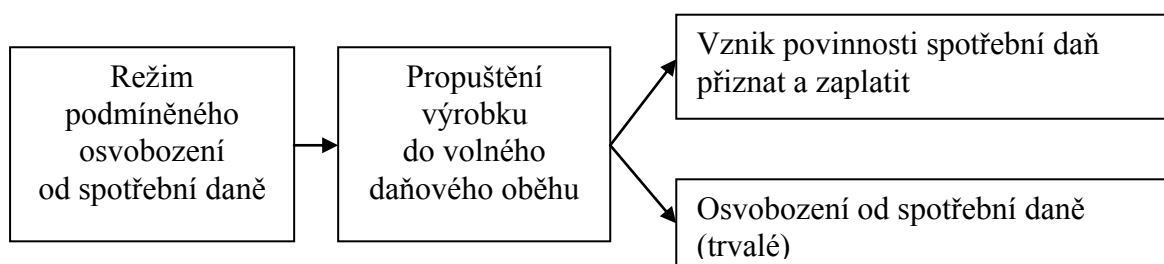 Režim
podmíněného
osvobození
od spotřební daně
Propuštění
výrobku
do volného
daňového oběhu
Vznik povinnosti spotřební daň
přiznat a zaplatit
Osvobození od spotřební daně
(trvalé)